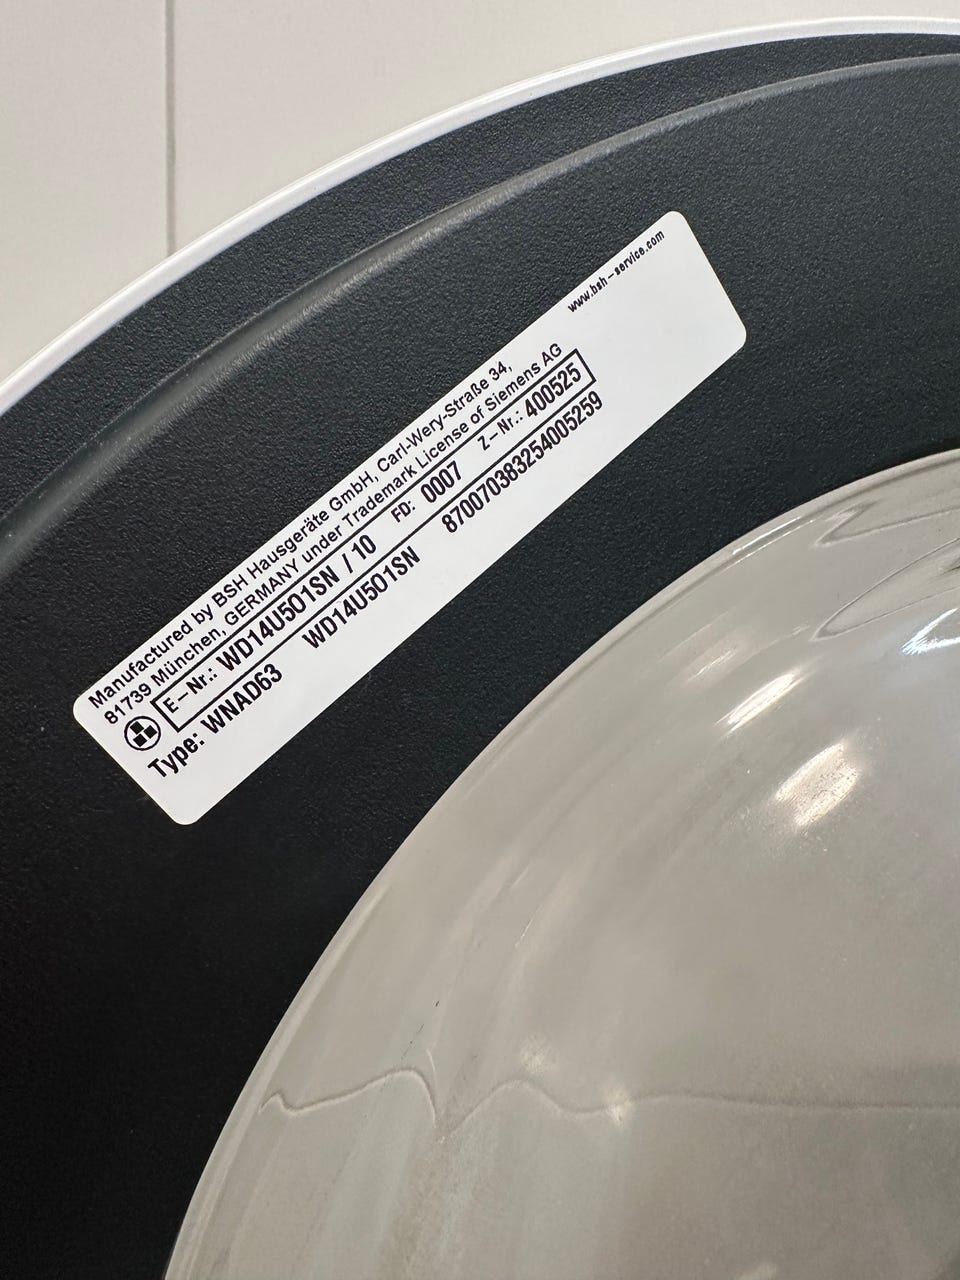 www.bsh-service.com
Manufactured by BSH Hausgeräte GmbH, Carl-Wery-Straße 34,
81739 München, GERMANY under Trademark License of Siemens AG
E-Nr.: WD14U501SN / 10 FD: 0007 Z-Nr.: 400525
Type: WNAD63 WD14U501SN 870070383254005259